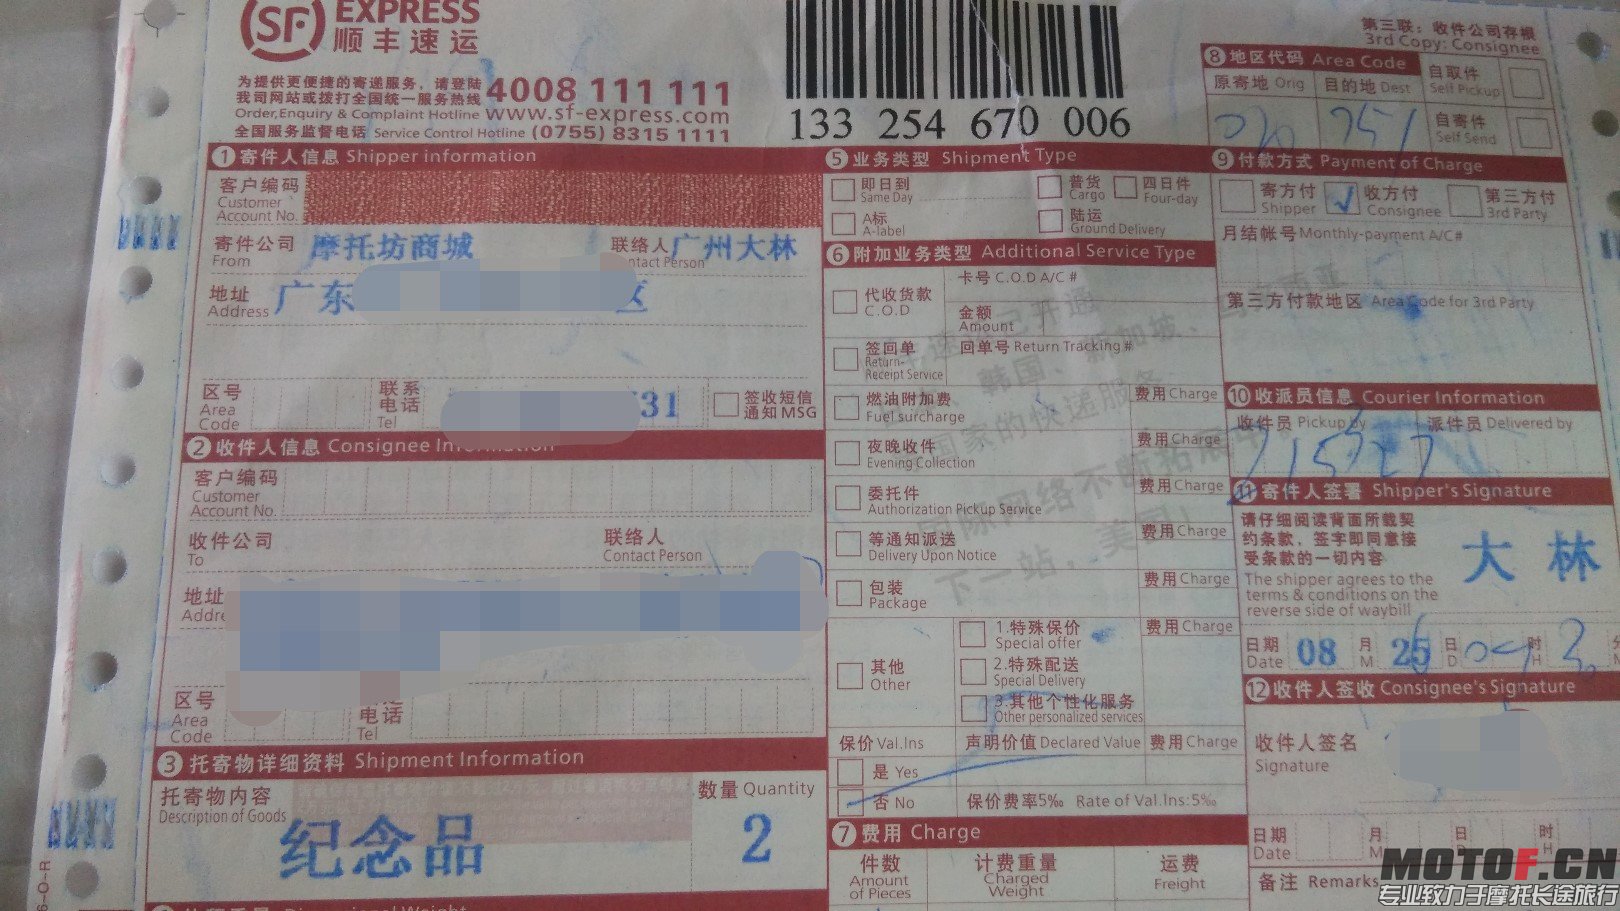 SF EXPRESS
顺丰速运
为提供更便捷的寄递服务，请登陆
我司网站或拨打全国统一服务热线 4008 111 111
Order,Enquiry & Complaint Hotline www.sf-express.com
全国服务监督电话 Service Control Hotline (0755) 8315 1111
133 254 670 006
第三联：收件公司存根
3rd Copy: Consignee
⑧ 地区代码 Area Code
原寄地 Orig 目的地 Dest
自取件
Self Pickup
自寄件
Self Send
① 寄件人信息 Shipper information
客户编码
Customer
Account No.
寄件公司 摩托坊商城 联络人 广州大林
From ntact Person
地址 广东 区
Address
区号
Area
Code
联系
电话
Tel
31
签收短信
通知 MSG
② 收件人信息 Consignee Information
客户编码
Customer
Account No.
收件公司
To
联络人
Contact Person
地址
Addre
区号
Area
Code
电话
Tel
③ 托寄物详细资料 Shipment Information
托寄物内容
Description of Goods
纪念品
数量 Quantity
2
⑤ 业务类型 Shipment Type
即日到
Same Day
普货
Cargo
四日件
Four-day
A标
A-label
陆运
Ground Delivery
⑥ 附加业务类型 Additional Service Type
代收货款
C.O.D
卡号 C.O.D A/C #
金额
Amount
签回单
Return-
Receipt Service
回单号 Return Tracking #
燃油附加费
Fuel surcharge
费用 Charge
夜晚收件
Evening Collection
费用 Charge
委托件
Authorization Pickup Service
费用 Charge
等通知派送
Delivery Upon Notice
费用 Charge
包装
Package
费用 Charge
其他
Other
1.特殊保价
Special offer
费用 Charge
2.特殊配送
Special Delivery
3.其他个性化服务
Other personalized services
保价 Val.Ins 声明价值 Declared Value 费用 Charge
是 Yes
否 No 保价费率5‰ Rate of Val.Ins:5‰
⑦ 费用 Charge
件数
Amount
of Pieces
计费重量
Charged
Weight
运费
Freight
⑨ 付款方式 Payment of Charge
寄方付
Shipper
收方付
Consignee
第三方付
3rd Party
月结帐号 Monthly-payment A/C#
第三方付款地区 Area Code for 3rd Party
⑩ 收派员信息 Courier Information
收件员 Pickup by 派件员 Delivered by
⑪ 寄件人签署 Shipper's Signature
请仔细阅读背面所载契
约条款，签字即同意接
受条款的一切内容
The shipper agrees to the
terms & conditions on the
reverse side of waybill
大 林
日期 08 月 25 日 时
Date M D H
⑫ 收件人签收 Consignee's Signature
收件人签名
Signature
日期 月 日 时
Date M D H
备注 Remarks
MOTOF.CN
专业致力于摩托长途旅行